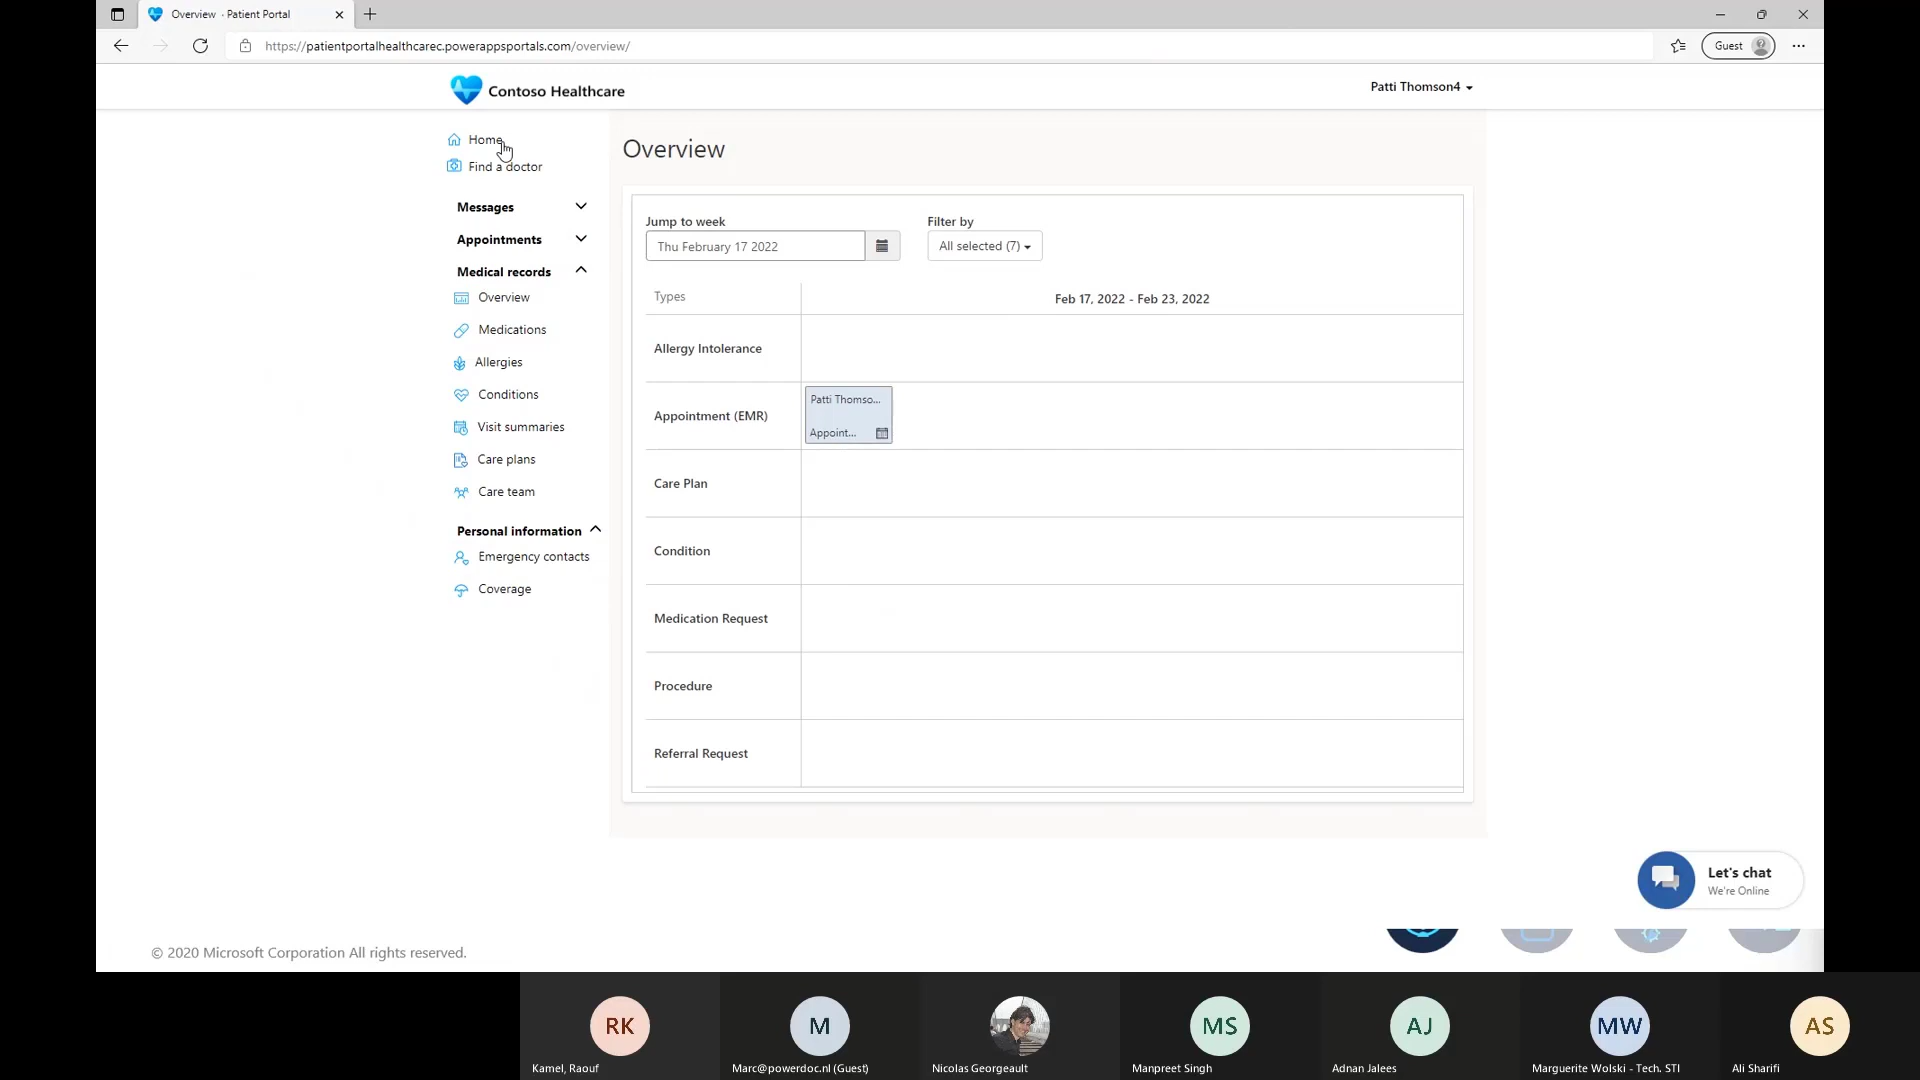 Overview - Patient Portal
https://patientportalhealthcarec.powerappsportals.com/overview/
Guest
Contoso Healthcare
Patti Thomson4
Home
Find a doctor
Messages
Appointments
Medical records
Overview
Medications
Allergies
Conditions
Visit summaries
Care plans
Care team
Personal information
Emergency contacts
Coverage
Overview
Jump to week
Thu February 17 2022
Filter by
All selected (7)
Types
Feb 17, 2022 - Feb 23, 2022
Allergy Intolerance
Appointment (EMR)
Patti Thomso...
Appoint...
Care Plan
Condition
Medication Request
Procedure
Referral Request
Let's chat
We're Online
© 2020 Microsoft Corporation All rights reserved.
RK
M
MS
AJ
MW
AS
Kamel, Raouf
Marc@powerdoc.nl (Guest)
Nicolas Georgeault
Manpreet Singh
Adnan Jalees
Marguerite Wolski - Tech. STI
Ali Sharifi